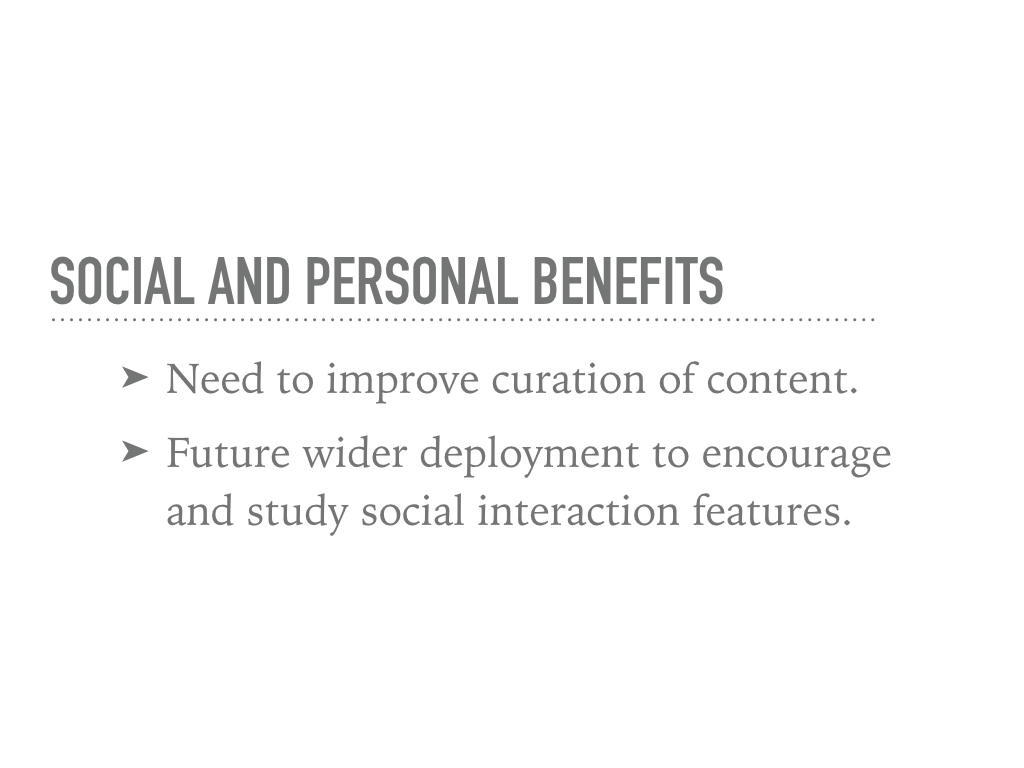 SOCIAL AND PERSONAL BENEFITS
➤ Need to improve curation of content.
➤ Future wider deployment to encourage
and study social interaction features.